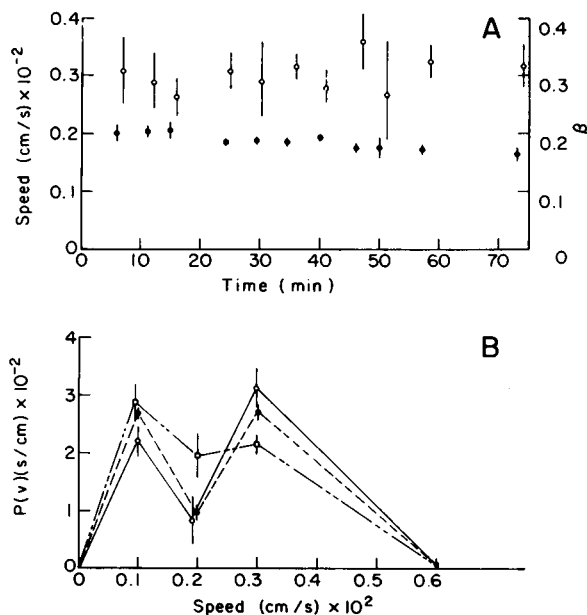 A
0.4
0.3
0.2
0.1
0
Speed (cm/s) × 10⁻²
0 10 20 30 40 50 60 70
Time (min)
0.4
0.3
0.2
0.1
0
β
B
4
3
2
1
0
P(v)(s/cm) × 10⁻²
0 0.1 0.2 0.3 0.4 0.5 0.6
Speed (cm/s) × 10²